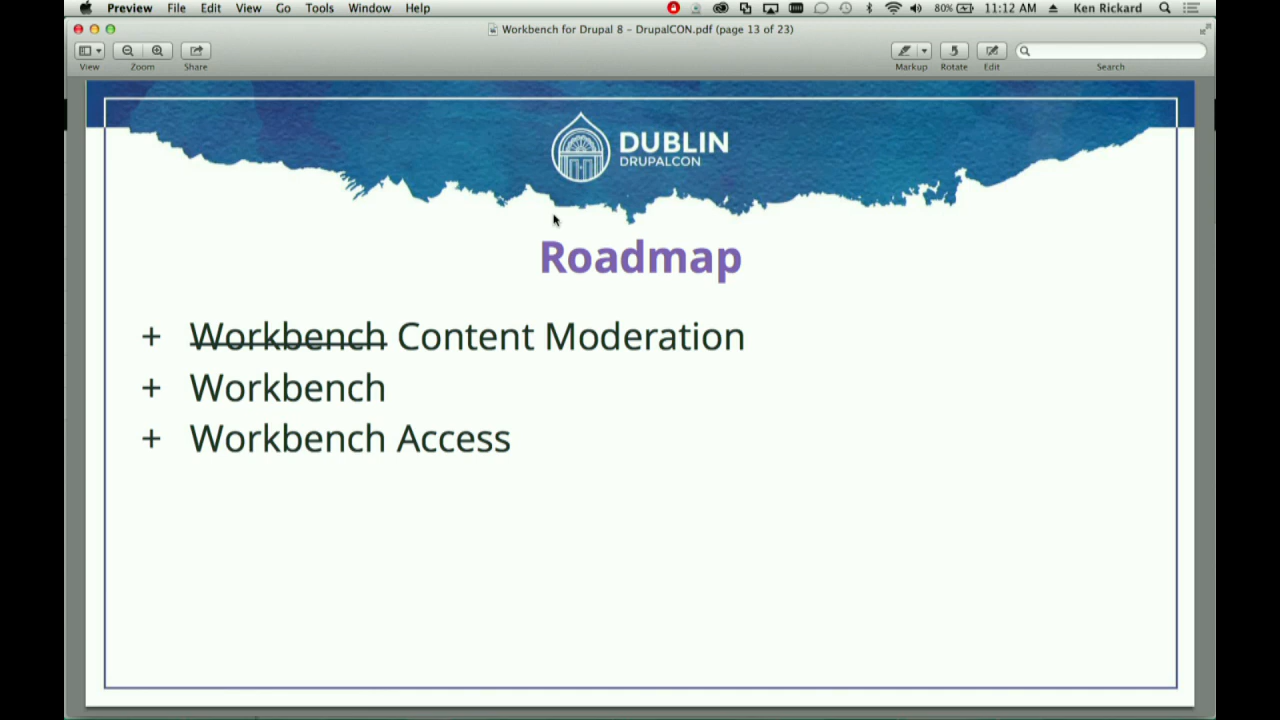 Preview File Edit View Go Tools Window Help 80% 11:12 AM Ken Rickard
Workbench for Drupal 8 – DrupalCON.pdf (page 13 of 23)
View Zoom Share Markup Rotate Edit Search
DUBLIN
DRUPALCON
Roadmap
+ Workbench Content Moderation
+ Workbench
+ Workbench Access